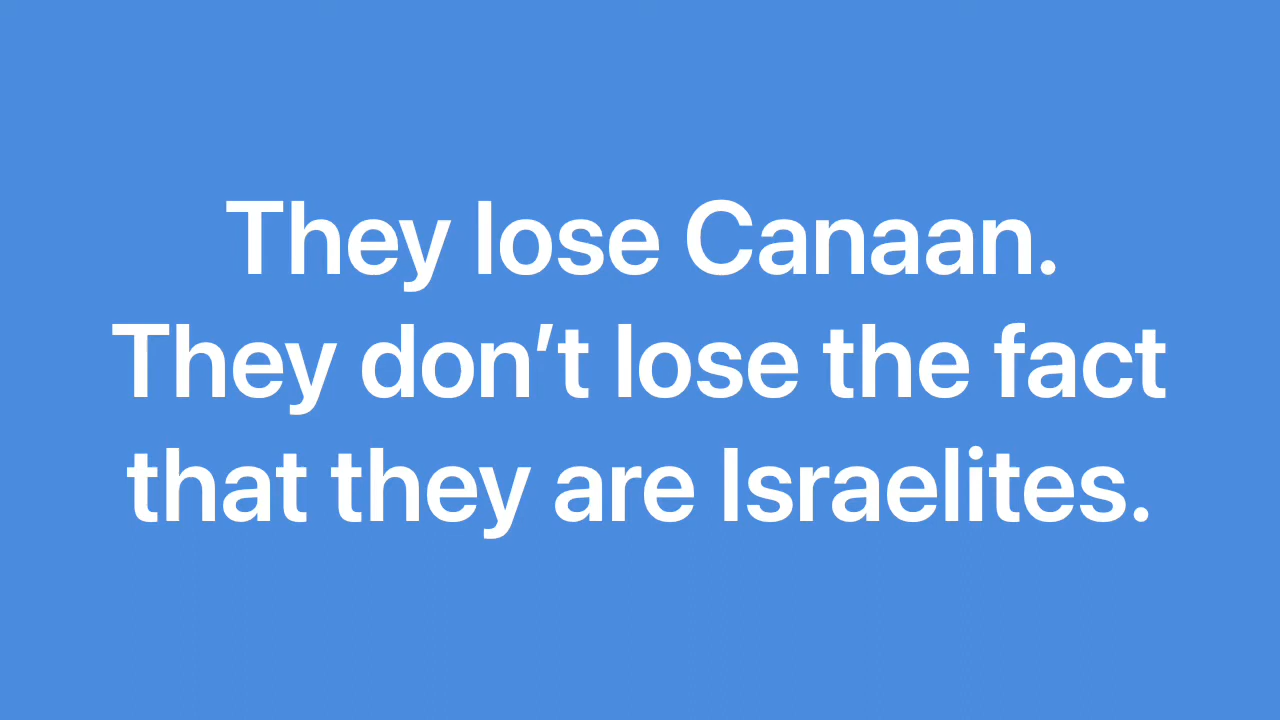 They lose Canaan.
They don’t lose the fact
that they are Israelites.